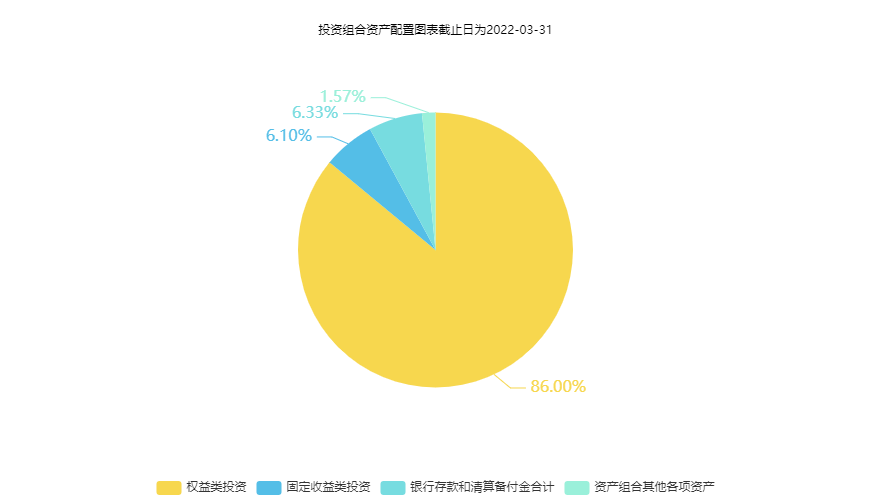 投资组合资产配置图表截止日为2022-03-31
1.57%
6.33%
6.10%
86.00%
权益类投资 固定收益类投资 银行存款和清算备付金合计 资产组合其他各项资产